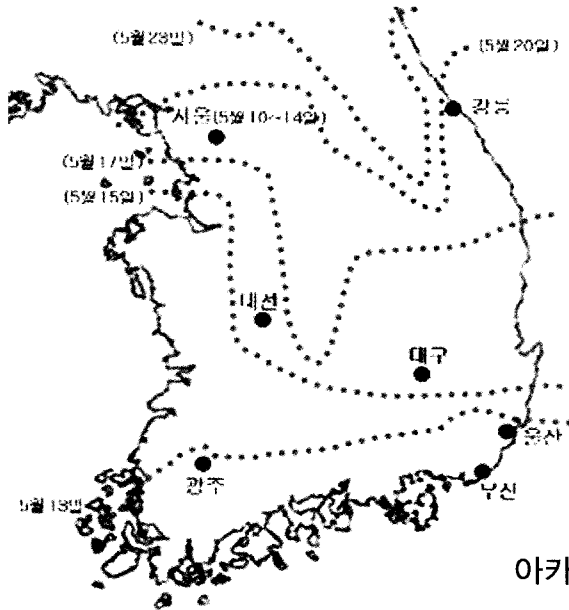 (5월23일)
(5월20일)
강릉
서울(5월10~14일)
(5월17일)
(5월15일)
대전
대구
울산
광주
부산
5월13일
아카